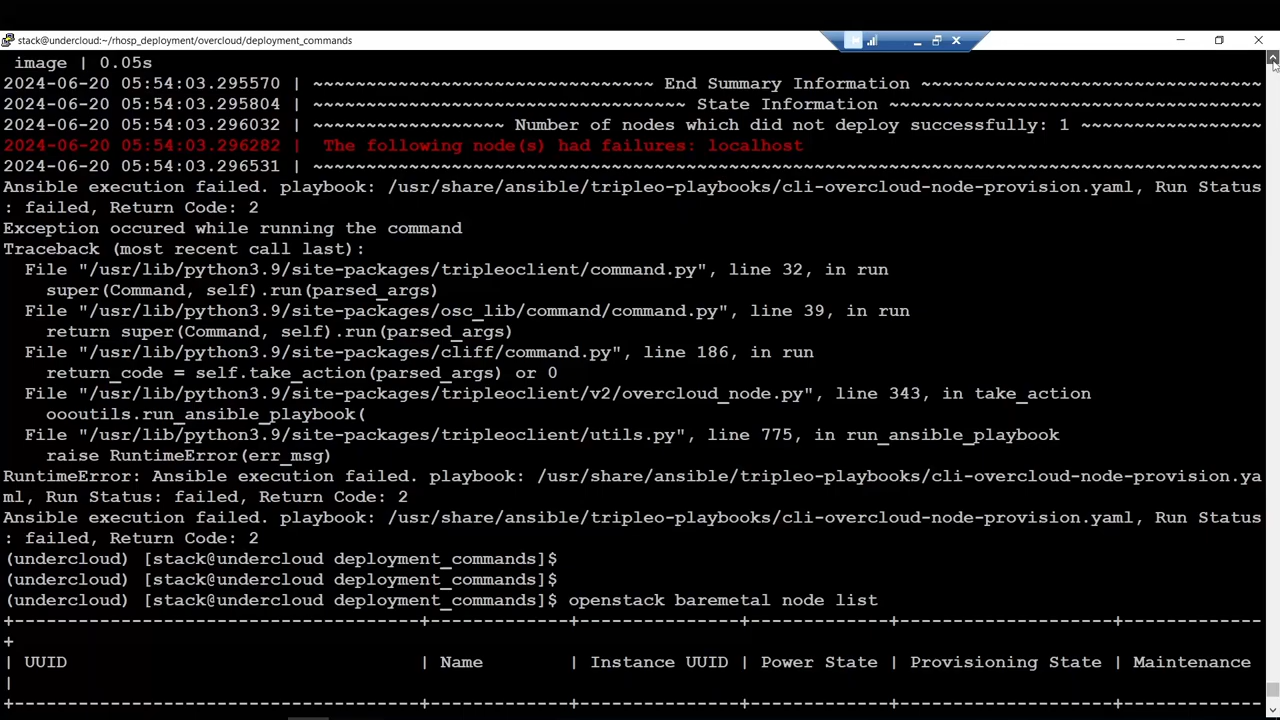 stack@undercloud:~/rhosp_deployment/overcloud/deployment_commands
image | 0.05s
2024-06-20 05:54:03.295570 | ~~~~~~~~~~~~~~~~~~~~~~~~~~~~~~~~ End Summary Information ~~~~~~~~~~~~~~~~~~~~~~~~~~~~~~~~
2024-06-20 05:54:03.295804 | ~~~~~~~~~~~~~~~~~~~~~~~~~~~~~~~~~~~ State Information ~~~~~~~~~~~~~~~~~~~~~~~~~~~~~~~~~~~
2024-06-20 05:54:03.296032 | ~~~~~~~~~~~~~~~~~~ Number of nodes which did not deploy successfully: 1 ~~~~~~~~~~~~~~~~~
2024-06-20 05:54:03.296282 |  The following node(s) had failures: localhost
2024-06-20 05:54:03.296531 | ~~~~~~~~~~~~~~~~~~~~~~~~~~~~~~~~~~~~~~~~~~~~~~~~~~~~~~~~~~~~~~~~~~~~~~~~~~~~~~~~~~~~~~~~~
Ansible execution failed. playbook: /usr/share/ansible/tripleo-playbooks/cli-overcloud-node-provision.yaml, Run Status
: failed, Return Code: 2
Exception occured while running the command
Traceback (most recent call last):
  File "/usr/lib/python3.9/site-packages/tripleoclient/command.py", line 32, in run
    super(Command, self).run(parsed_args)
  File "/usr/lib/python3.9/site-packages/osc_lib/command/command.py", line 39, in run
    return super(Command, self).run(parsed_args)
  File "/usr/lib/python3.9/site-packages/cliff/command.py", line 186, in run
    return_code = self.take_action(parsed_args) or 0
  File "/usr/lib/python3.9/site-packages/tripleoclient/v2/overcloud_node.py", line 343, in take_action
    oooutils.run_ansible_playbook(
  File "/usr/lib/python3.9/site-packages/tripleoclient/utils.py", line 775, in run_ansible_playbook
    raise RuntimeError(err_msg)
RuntimeError: Ansible execution failed. playbook: /usr/share/ansible/tripleo-playbooks/cli-overcloud-node-provision.ya
ml, Run Status: failed, Return Code: 2
Ansible execution failed. playbook: /usr/share/ansible/tripleo-playbooks/cli-overcloud-node-provision.yaml, Run Status
: failed, Return Code: 2
(undercloud) [stack@undercloud deployment_commands]$
(undercloud) [stack@undercloud deployment_commands]$
(undercloud) [stack@undercloud deployment_commands]$ openstack baremetal node list
+--------------------------------------+-------------+---------------+-------------+--------------------+-------------
+
| UUID                                 | Name        | Instance UUID | Power State | Provisioning State | Maintenance
|
+--------------------------------------+-------------+---------------+-------------+--------------------+-------------